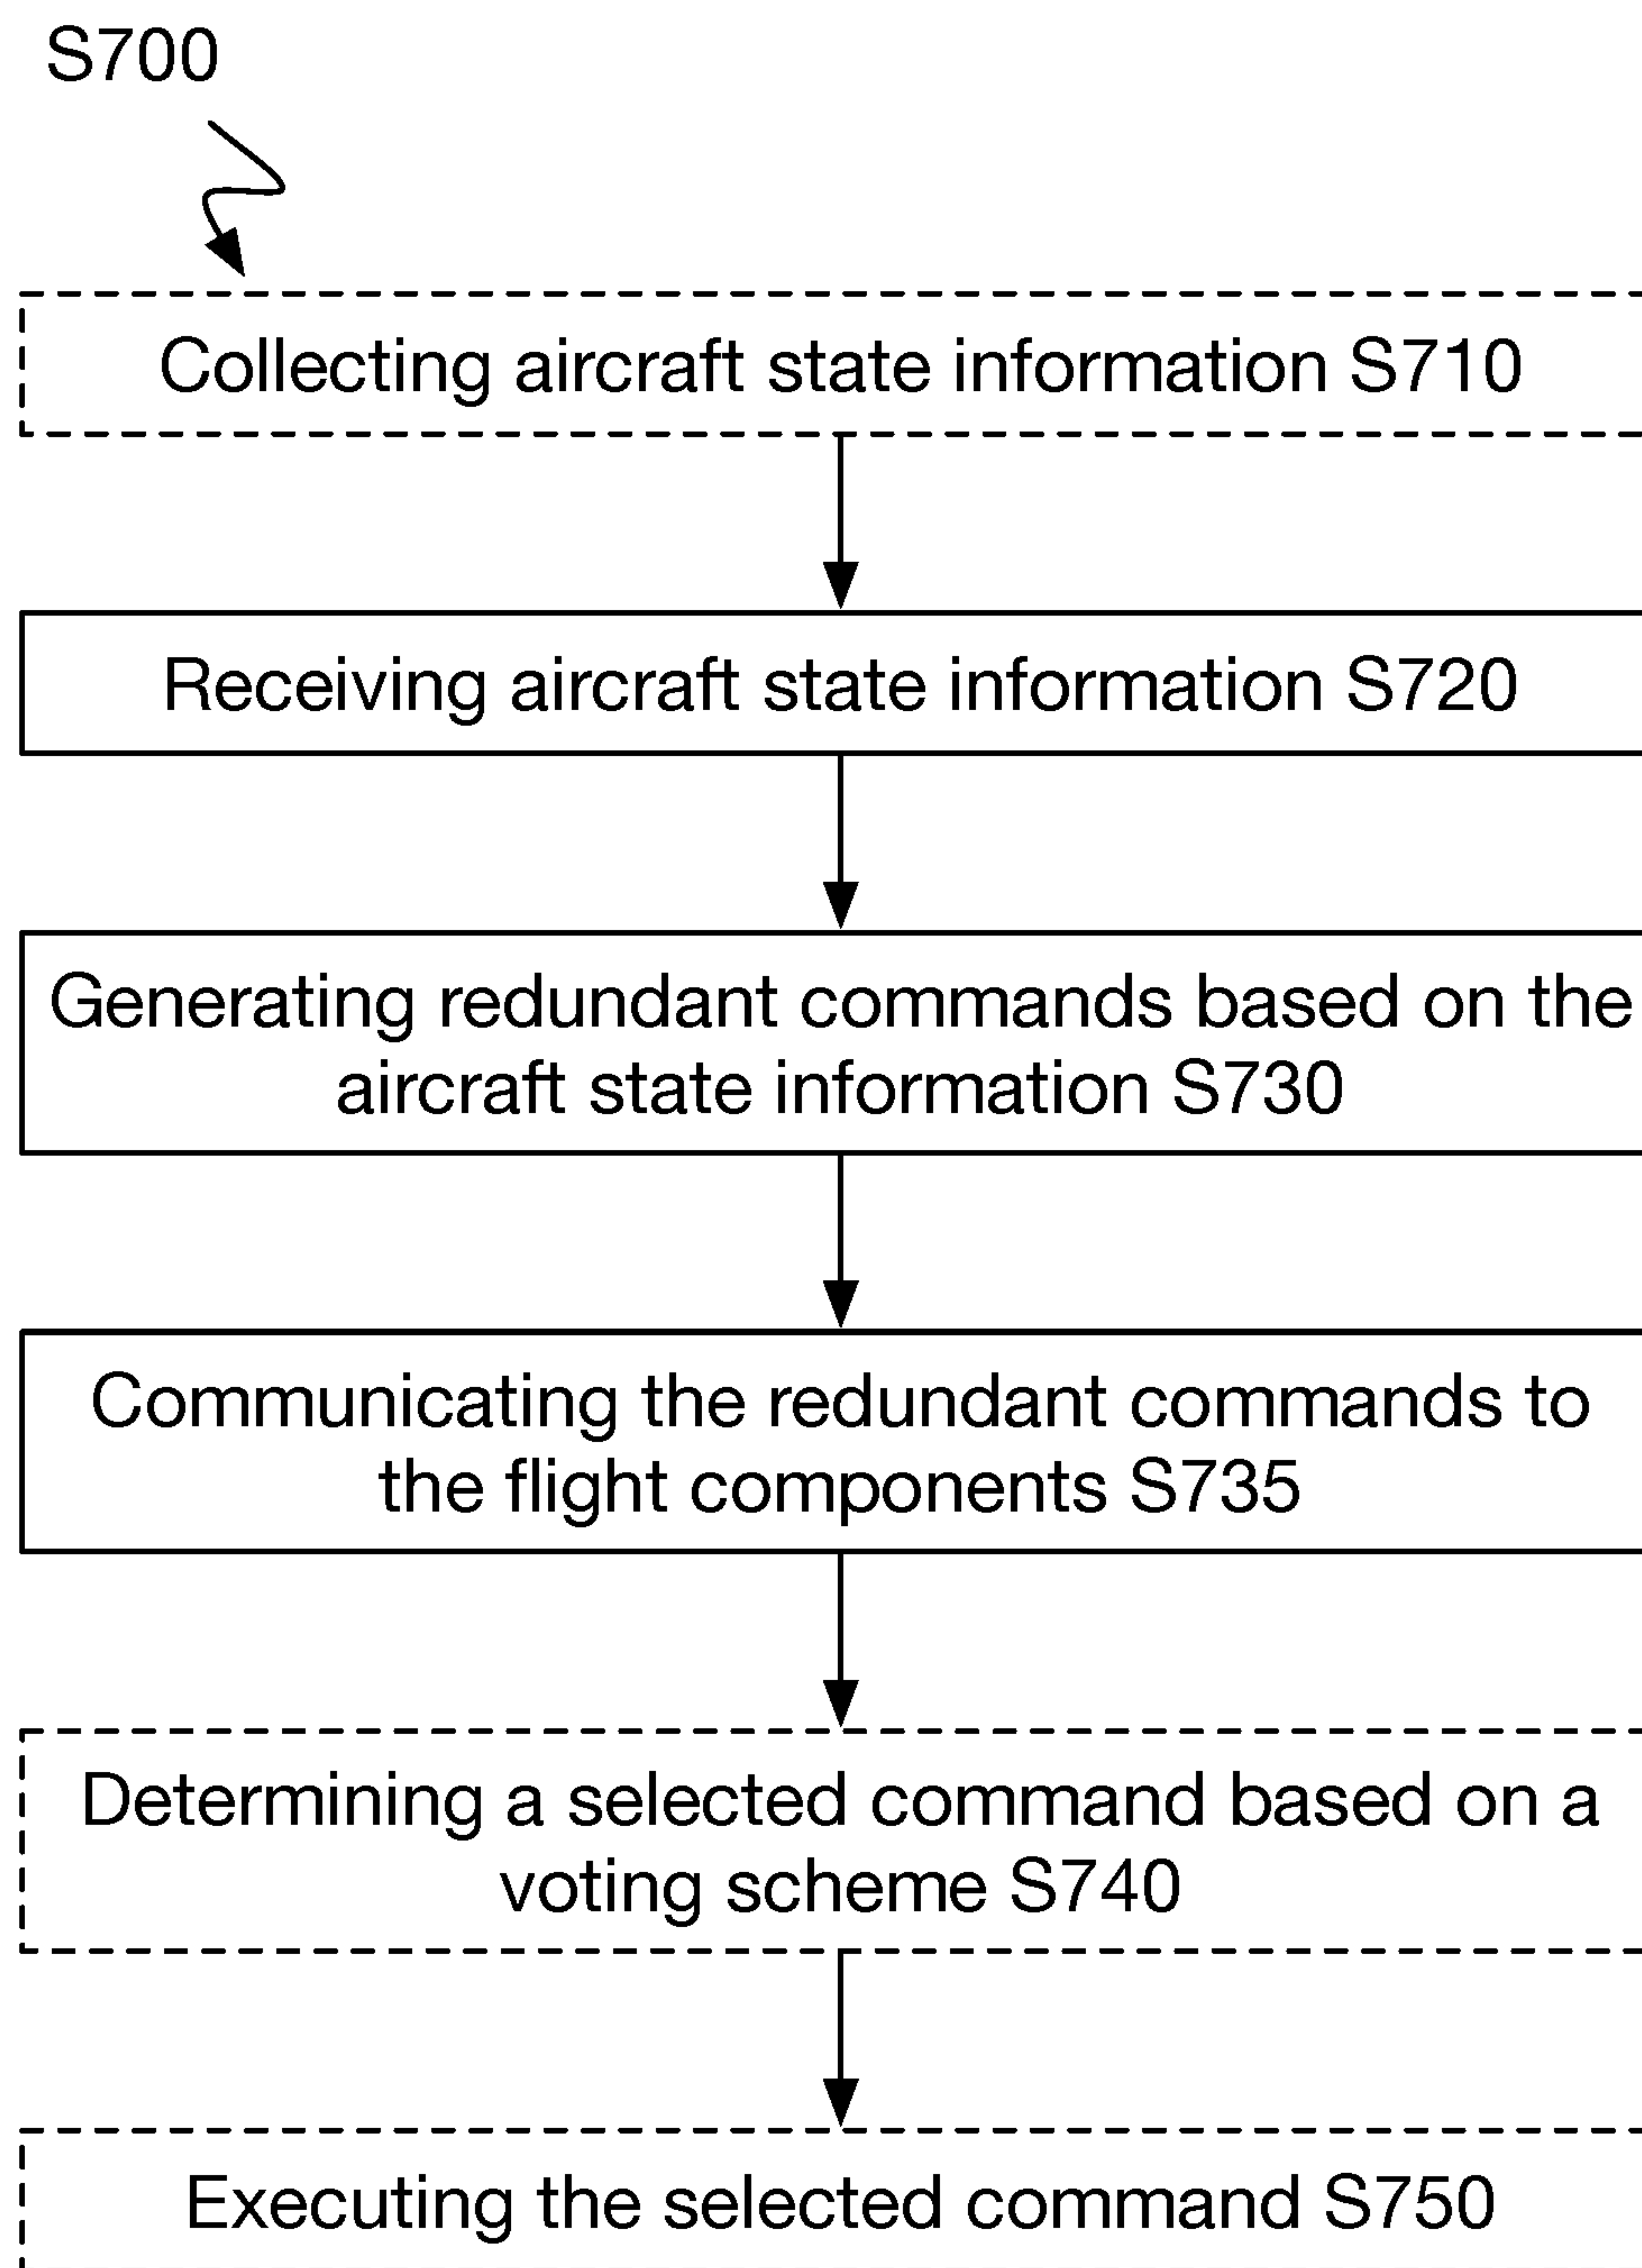 S700
Collecting aircraft state information S710
Receiving aircraft state information S720
Generating redundant commands based on the
aircraft state information S730
Communicating the redundant commands to
the flight components S735
Determining a selected command based on a
voting scheme S740
Executing the selected command S750